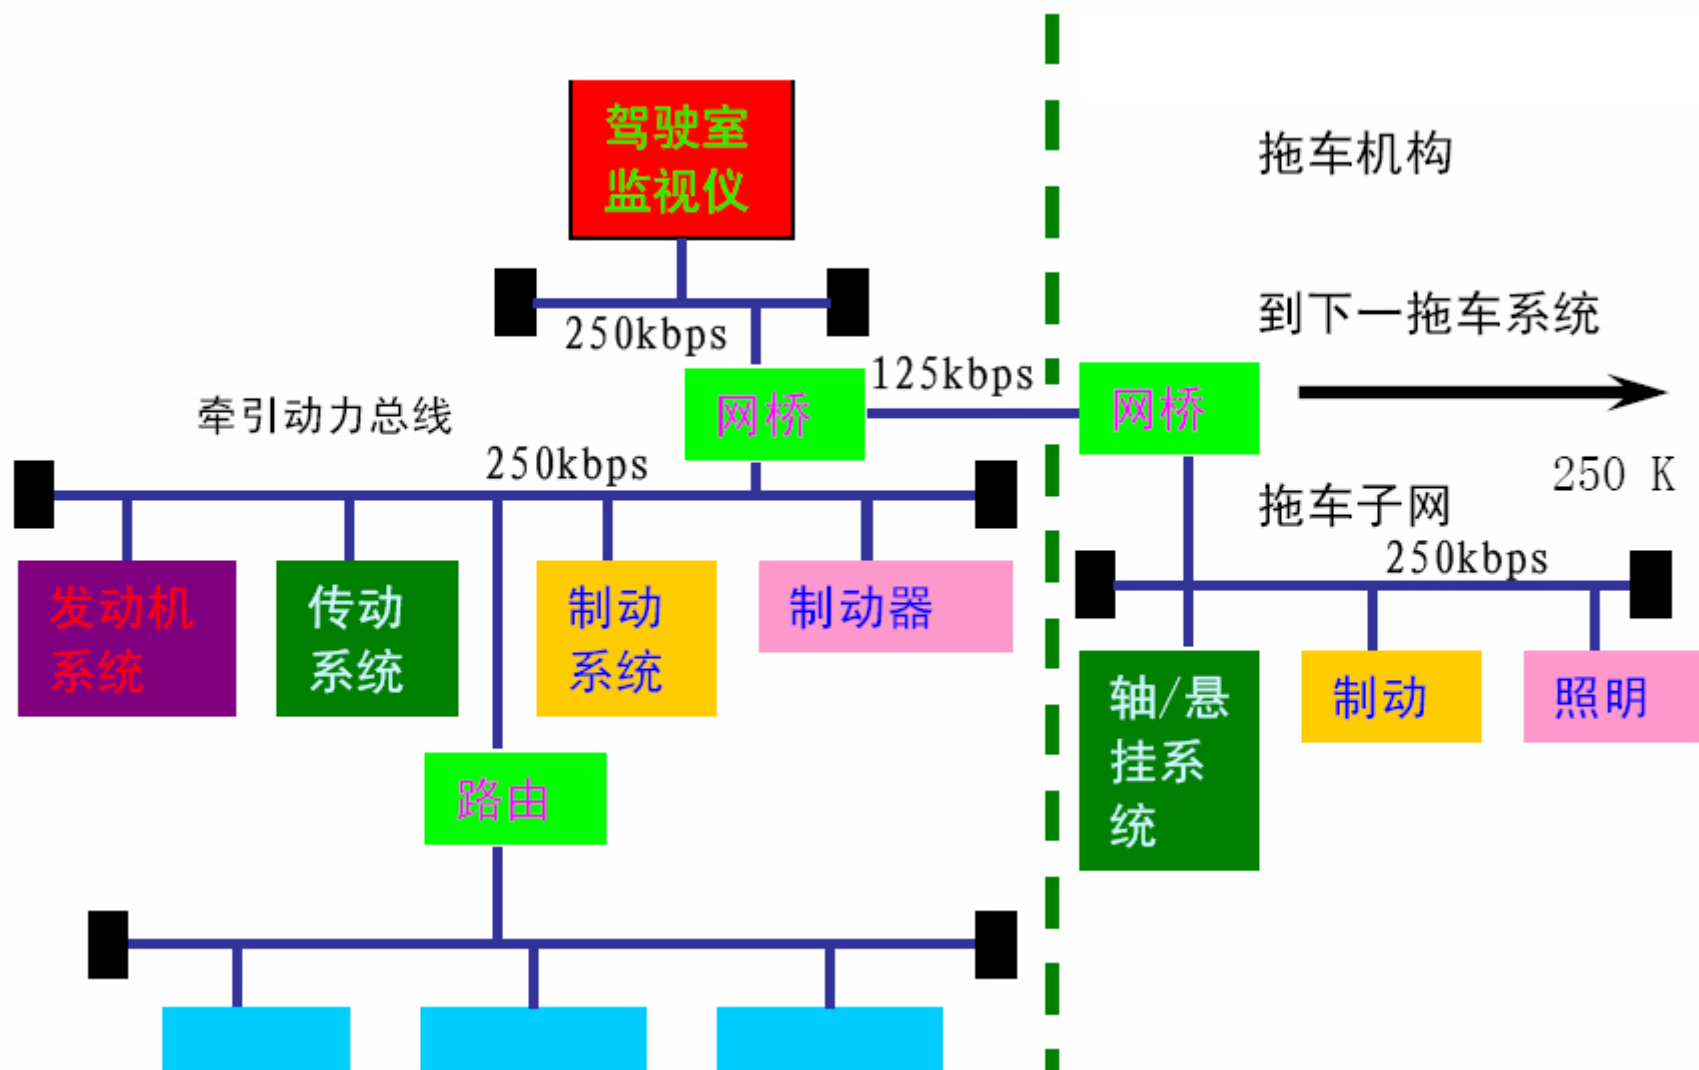 驾驶室
监视仪
拖车机构
到下一拖车系统
250kbps
125kbps
网桥
网桥
牵引动力总线
250kbps
250 K
拖车子网
250kbps
发动机
系统
传动
系统
制动
系统
制动器
轴/悬
挂系
统
制动
照明
路由